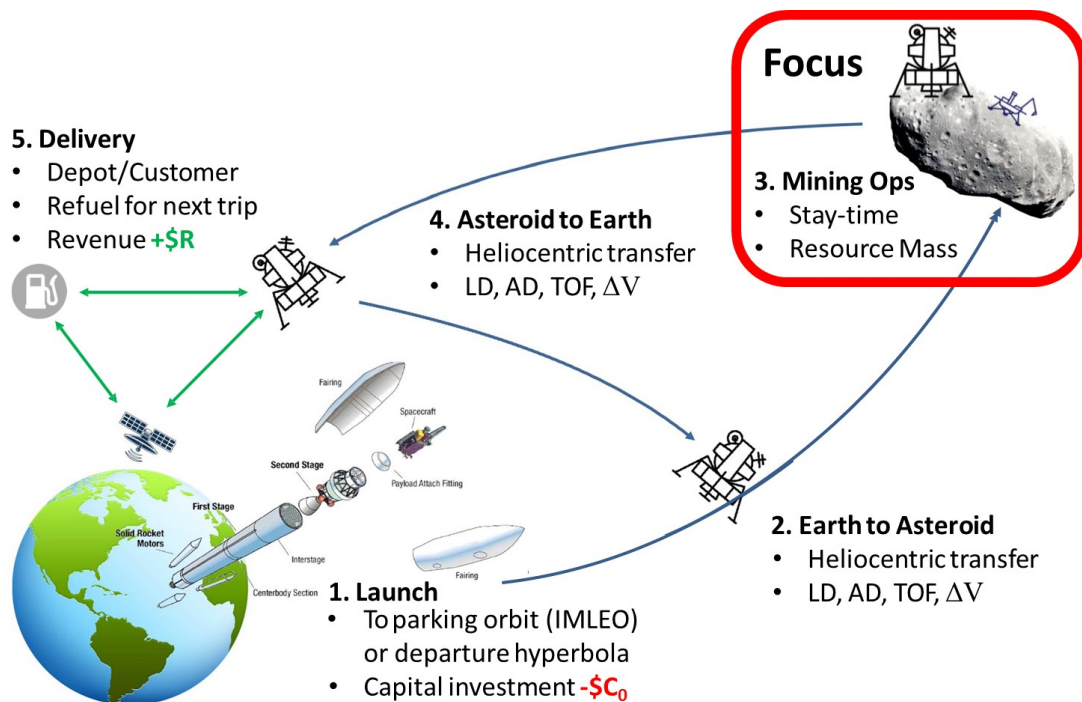 Focus
5. Delivery
• Depot/Customer
• Refuel for next trip
• Revenue +$R
3. Mining Ops
• Stay-time
• Resource Mass
4. Asteroid to Earth
• Heliocentric transfer
• LD, AD, TOF, ΔV
Fairing
Spacecraft
Second Stage
Payload Attach Fitting
First Stage
Solid Rocket
Motors
Interstage
Fairing
Centerbody Section
2. Earth to Asteroid
• Heliocentric transfer
• LD, AD, TOF, ΔV
1. Launch
• To parking orbit (IMLEO)
or departure hyperbola
• Capital investment -$C₀